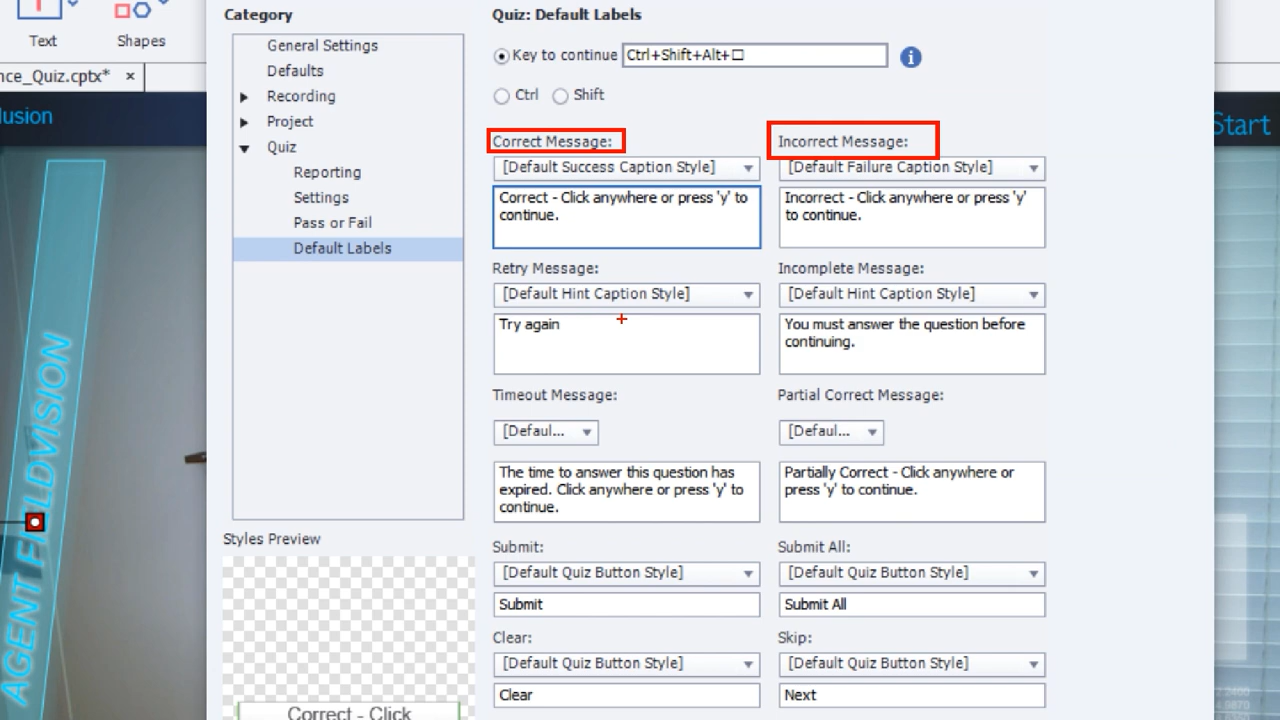 Text
Shapes
nce_Quiz.cptx* ×
lusion
AGENT FIELDVISION
Start
Category
General Settings
Defaults
Recording
Project
Quiz
Reporting
Settings
Pass or Fail
Default Labels
Styles Preview
Correct - Click
Quiz: Default Labels
Key to continue Ctrl+Shift+Alt+□
Ctrl Shift
Correct Message: Incorrect Message:
[Default Success Caption Style] [Default Failure Caption Style]
Correct - Click anywhere or press 'y' to
continue.
Incorrect - Click anywhere or press 'y'
to continue.
Retry Message: Incomplete Message:
[Default Hint Caption Style] [Default Hint Caption Style]
Try again
You must answer the question before
continuing.
Timeout Message: Partial Correct Message:
[Defaul... [Defaul...
The time to answer this question has
expired. Click anywhere or press 'y' to
continue.
Partially Correct - Click anywhere or
press 'y' to continue.
Submit: Submit All:
[Default Quiz Button Style] [Default Quiz Button Style]
Submit Submit All
Clear: Skip:
[Default Quiz Button Style] [Default Quiz Button Style]
Clear Next